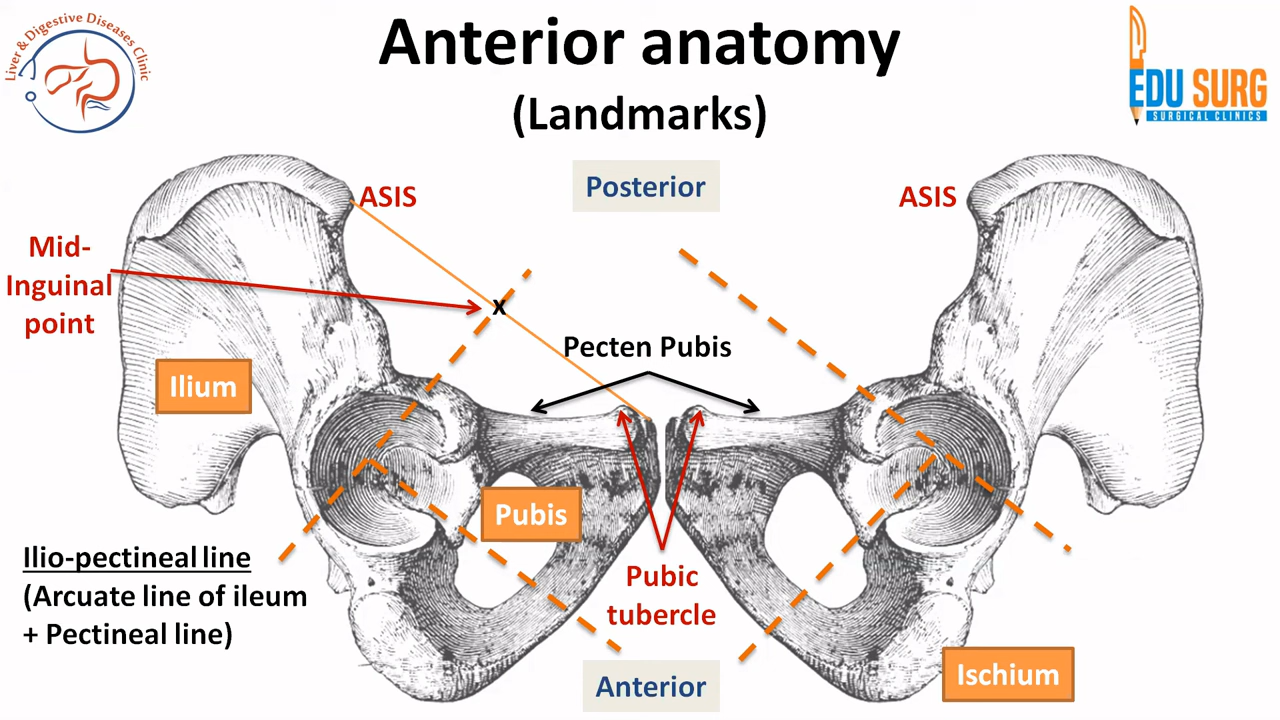 Liver & Digestive Diseases Clinic
Anterior anatomy
(Landmarks)
EDU SURG
SURGICAL CLINICS
Posterior
ASIS
ASIS
Mid-
Inguinal
point
x
Pecten Pubis
Ilium
Pubis
Ilio-pectineal line
(Arcuate line of ileum
+ Pectineal line)
Pubic
tubercle
Anterior
Ischium